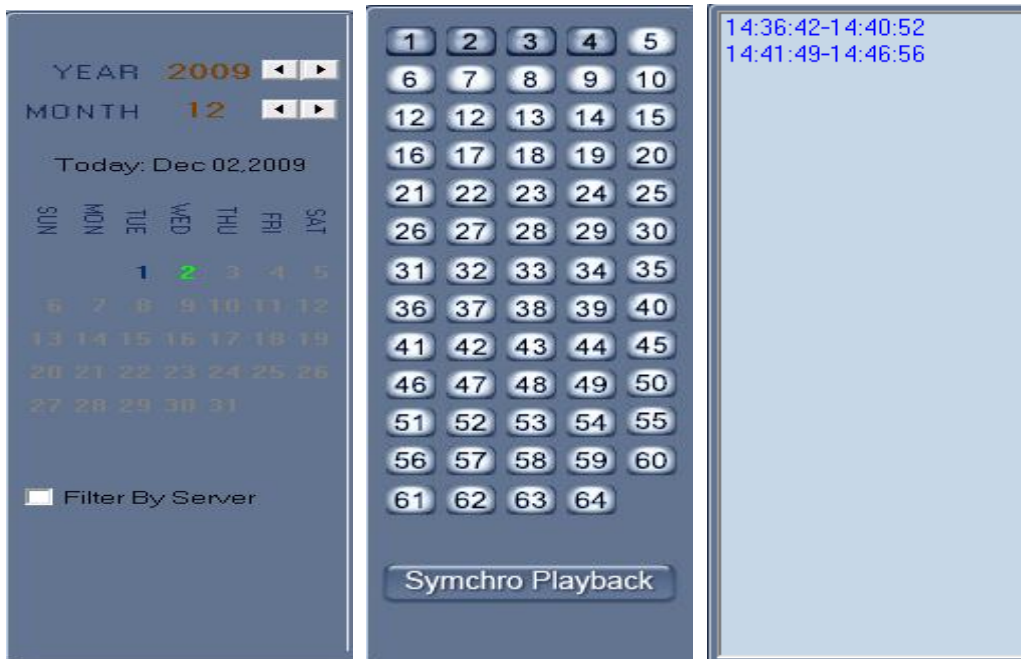 YEAR 2009
MONTH 12
Today: Dec 02,2009
SUN MON TUE WED THU FRI SAT
1 2 3 4 5
6 7 8 9 10 11 12
13 14 15 16 17 18 19
20 21 22 23 24 25 26
27 28 29 30 31
Filter By Server
1 2 3 4 5
6 7 8 9 10
12 12 13 14 15
16 17 18 19 20
21 22 23 24 25
26 27 28 29 30
31 32 33 34 35
36 37 38 39 40
41 42 43 44 45
46 47 48 49 50
51 52 53 54 55
56 57 58 59 60
61 62 63 64
Symchro Playback
14:36:42-14:40:52
14:41:49-14:46:56